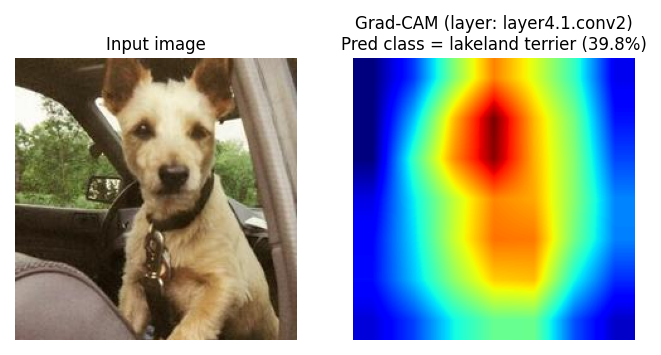 Input image
Grad-CAM (layer: layer4.1.conv2)
Pred class = lakeland terrier (39.8%)